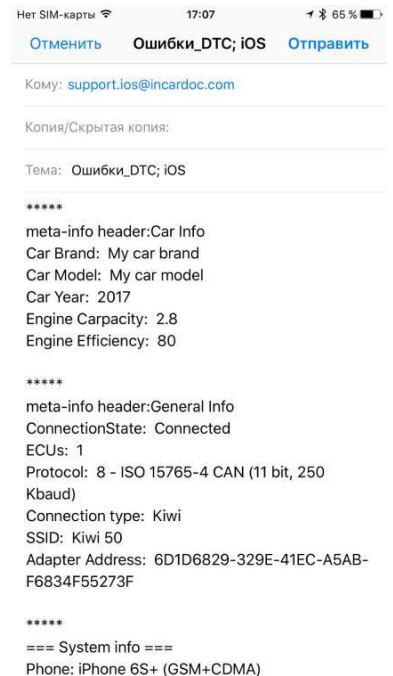 Нет SIM-карты 17:07 65 %
Отменить Ошибки_DTC; iOS Отправить
Кому: support.ios@incardoc.com
Копия/Скрытая копия:
Тема: Ошибки_DTC; iOS
*****
meta-info header:Car Info
Car Brand: My car brand
Car Model: My car model
Car Year: 2017
Engine Carpacity: 2.8
Engine Efficiency: 80
*****
meta-info header:General Info
ConnectionState: Connected
ECUs: 1
Protocol: 8 - ISO 15765-4 CAN (11 bit, 250
Kbaud)
Connection type: Kiwi
SSID: Kiwi 50
Adapter Address: 6D1D6829-329E-
41EC-A5AB-
F6834F55273F
*****
=== System info ===
Phone: iPhone 6S+ (GSM+CDMA)